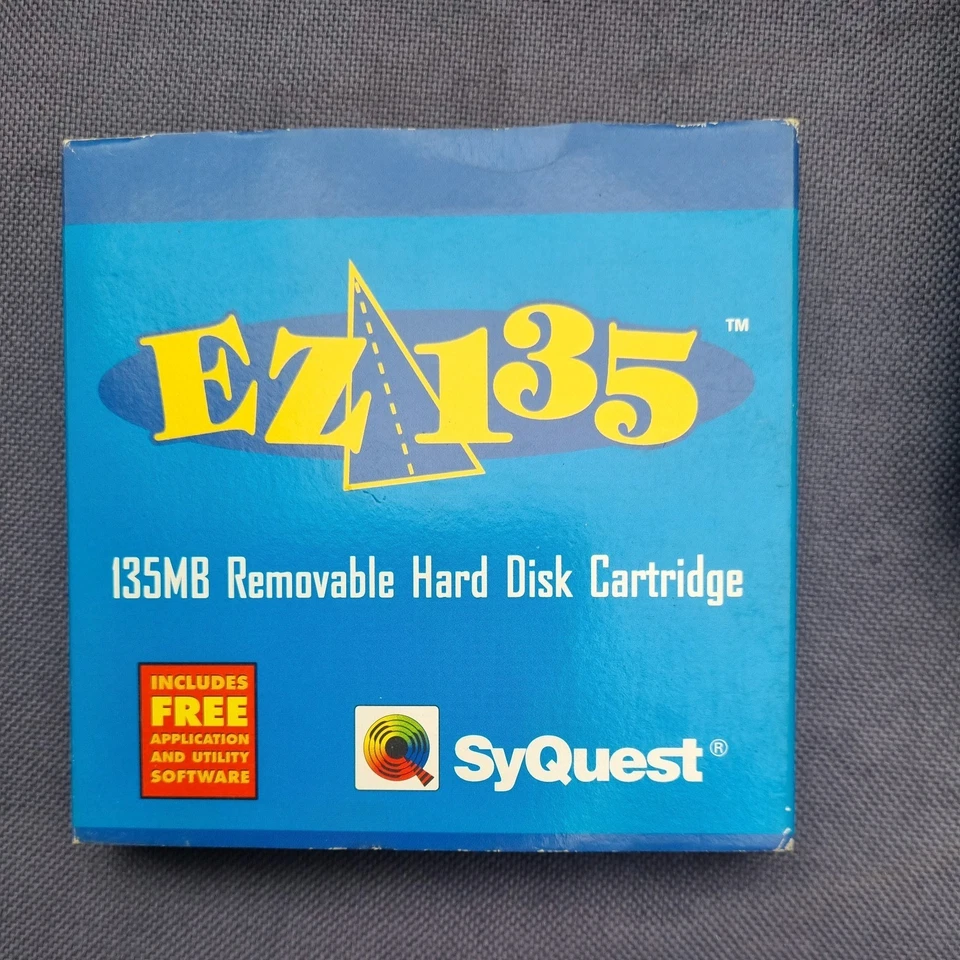 EZ135™
135MB Removable Hard Disk Cartridge
INCLUDES
FREE
APPLICATION
AND UTILITY
SOFTWARE
SyQuest®